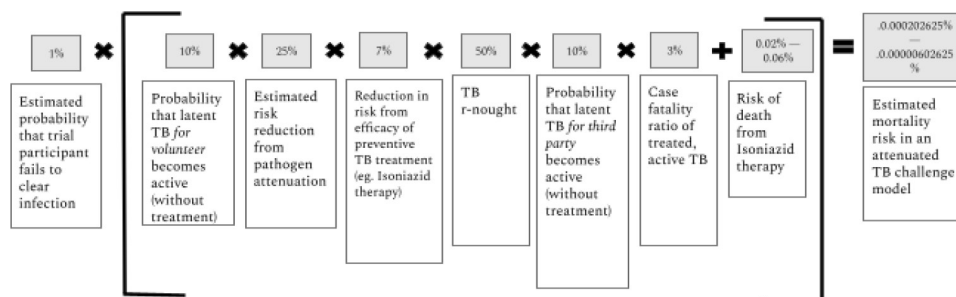 1%
10%
25%
7%
50%
10%
3%
0.02% —
0.06%
.0.000202625%
—
.0.00000602625
%
Estimated
probability
that trial
participant
fails to
clear
infection
Probability
that latent
TB for
volunteer
becomes
active
(without
treatment)
Estimated
risk
reduction
from
pathogen
attenuation
Reduction in
risk from
efficacy of
preventive
TB treatment
(eg. Isoniazid
therapy)
TB
r-nought
Probability
that latent
TB for third
party
becomes
active
(without
treatment)
Case
fatality
ratio of
treated,
active TB
Risk of
death
from
Isoniazid
therapy
Estimated
mortality
risk in an
attenuated
TB challenge
model